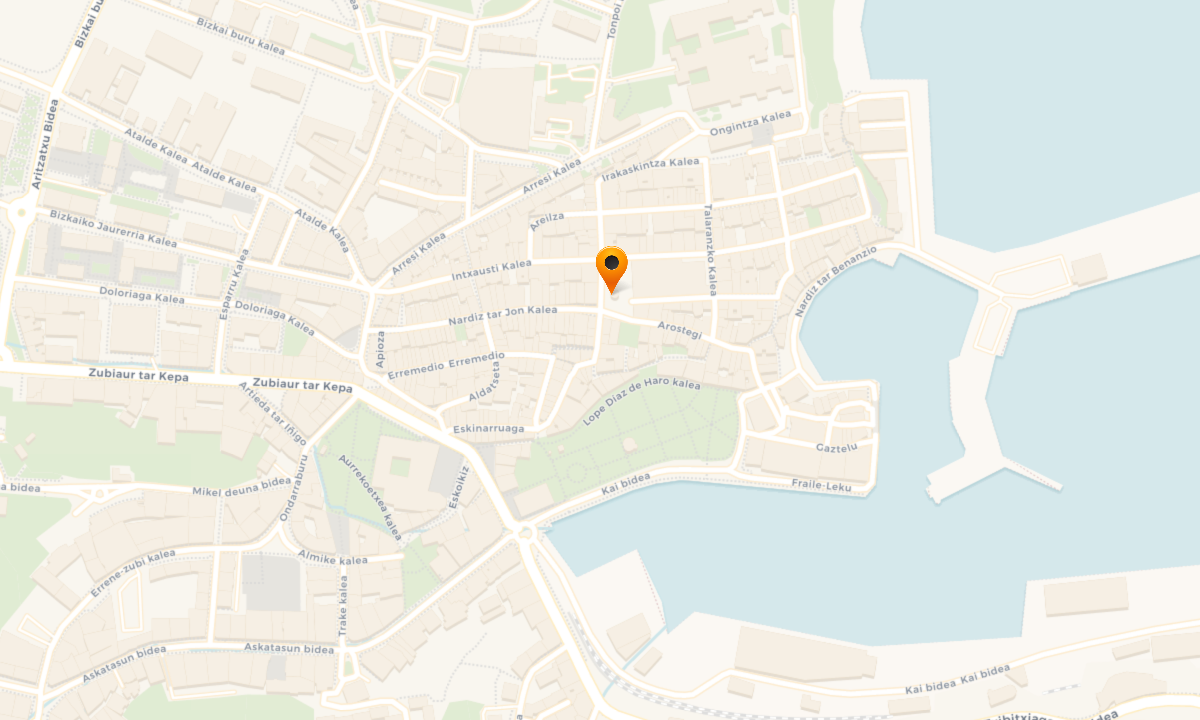 Bizkai bu
Bizkai buru kalea
Tonpoi
Aritzatxu Bidea
Atalde Kalea
Atalde Kalea
Atalde Kalea
Arresi Kalea
Arresi Kalea
Ongintza Kalea
Irakaskintza Kalea
Areilza
Talaranzko Kalea
Bizkaiko Jaurerria Kalea
Esparru Kalea
Intxausti Kalea
Nardiz tar Benanzio
Doloriaga Kalea
Doloriaga Kalea
Nardiz tar Jon Kalea
Arostegi
Apioza
Erremedio
Erremedio
Aldatseta
Zubiaur tar Kepa
Zubiaur tar Kepa
Lope Diaz de Haro kalea
Artieda tar Iñigo
Eskinarruaga
Gaztelu
Aurrekoetxea kalea
Eskoikiz
Kai bidea
Fraile-Leku
a bidea
Mikel deuna bidea
Ondarraburu
Almike kalea
Errene-zubi kalea
Trake kalea
Askatasun bidea
Askatasun bidea
Kai bidea
Kai bidea